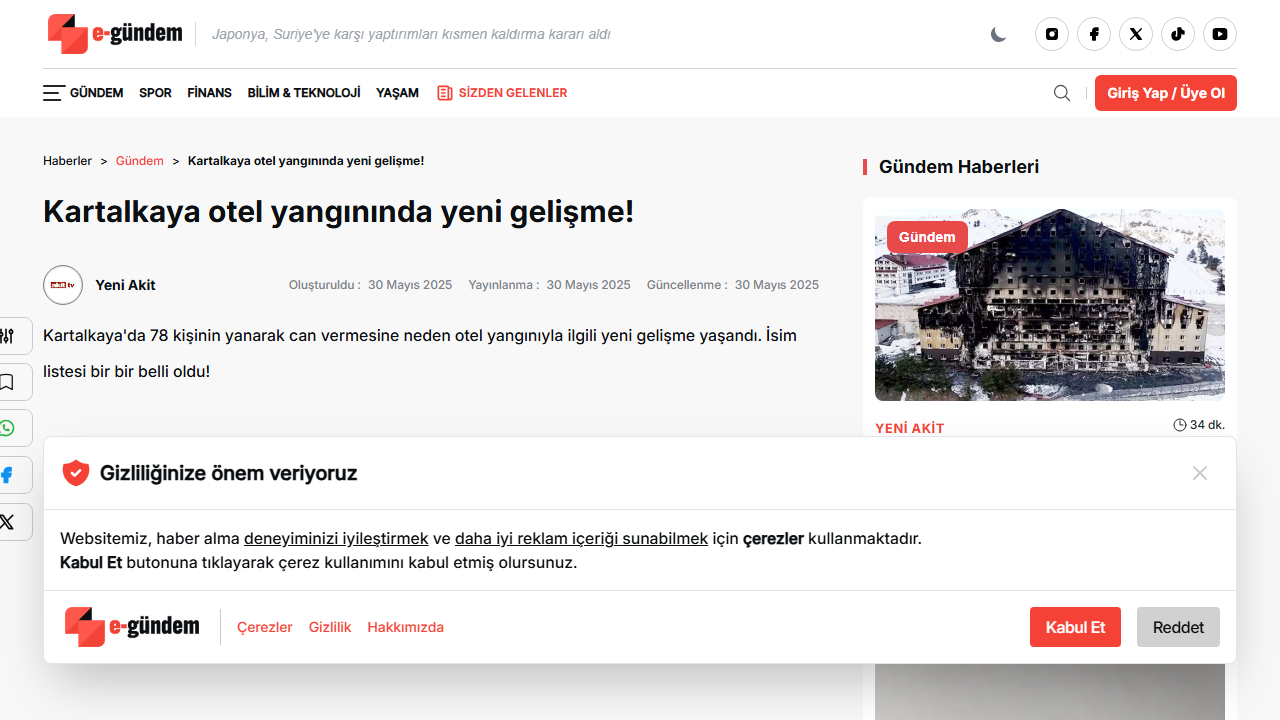 e-gündem
Japonya, Suriye'ye karşı yaptırımları kısmen kaldırma kararı aldı
GÜNDEM
SPOR
FİNANS
BİLİM & TEKNOLOJİ
YAŞAM
SİZDEN GELENLER
Giriş Yap / Üye Ol
Haberler > Gündem > Kartalkaya otel yangınında yeni gelişme!
Kartalkaya otel yangınında yeni gelişme!
akit tv
Yeni Akit
Oluşturuldu : 30 Mayıs 2025
Yayınlanma : 30 Mayıs 2025
Güncellenme : 30 Mayıs 2025
Kartalkaya'da 78 kişinin yanarak can vermesine neden otel yangınıyla ilgili yeni gelişme yaşandı. İsim
listesi bir bir belli oldu!
Gündem Haberleri
Gündem
YENİ AKİT
34 dk.
Gizliliğinize önem veriyoruz
Websitemiz, haber alma deneyiminizi iyileştirmek ve daha iyi reklam içeriği sunabilmek için çerezler kullanmaktadır.
Kabul Et butonuna tıklayarak çerez kullanımını kabul etmiş olursunuz.
e-gündem
Çerezler
Gizlilik
Hakkımızda
Kabul Et
Reddet